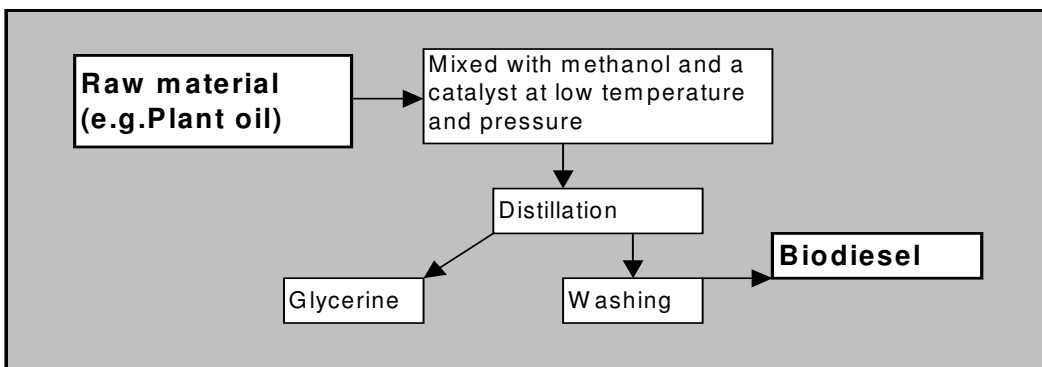 Raw material
(e.g.Plant oil)
Mixed with methanol and a
catalyst at low temperature
and pressure
Distillation
Biodiesel
Glycerine
Washing